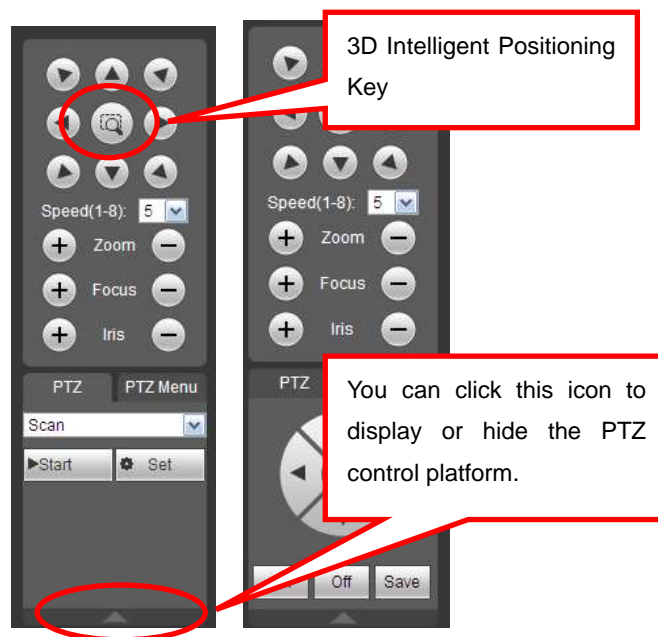 3D Intelligent Positioning
Key
Speed(1-8): 5
Zoom
Focus
Iris
PTZ PTZ Menu
Scan
Start Set
Speed(1-8): 5
Zoom
Focus
Iris
PTZ
You can click this icon to
display or hide the PTZ
control platform.
Off Save